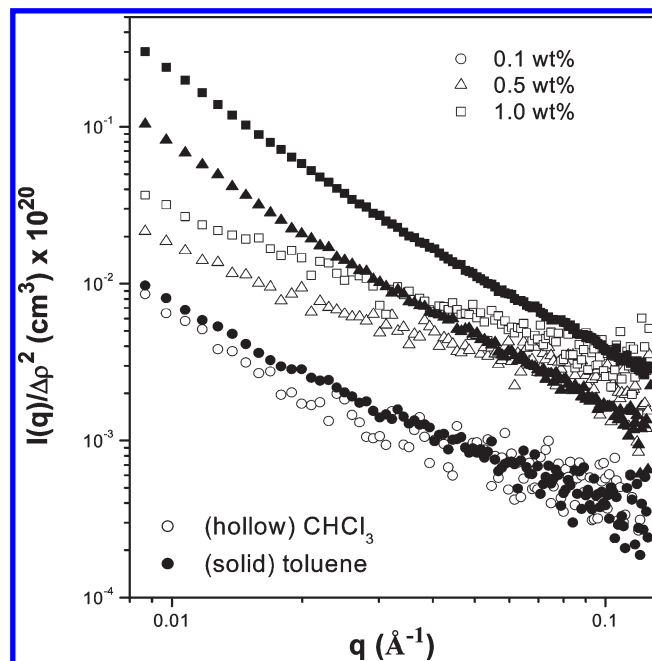 0.1 wt%
0.5 wt%
1.0 wt%
10⁻¹
10⁻²
10⁻³
10⁻⁴
I(q)/Δρ² (cm³) x 10²⁰
(hollow) CHCl₃
(solid) toluene
0.01
0.1
q (Å⁻¹)